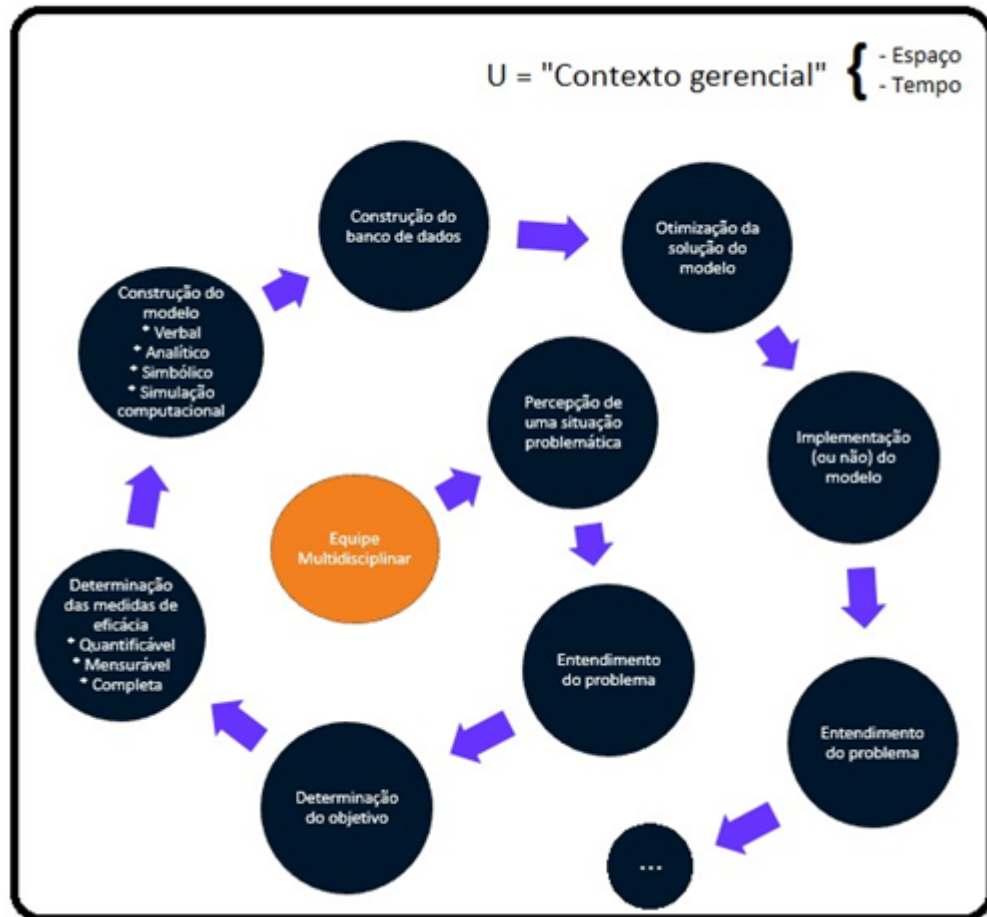 U = "Contexto gerencial" {
- Espaço
- Tempo
Equipe
Multidisciplinar
Percepção de
uma situação
problemática
Entendimento
do problema
Determinação
do objetivo
Determinação
das medidas de
eficácia
* Quantificável
* Mensurável
* Completa
Construção do
modelo
* Verbal
* Analítico
* Simbólico
* Simulação
computacional
Construção do
banco de dados
Otimização da
solução do
modelo
Implementação
(ou não) do
modelo
Entendimento
do problema
...